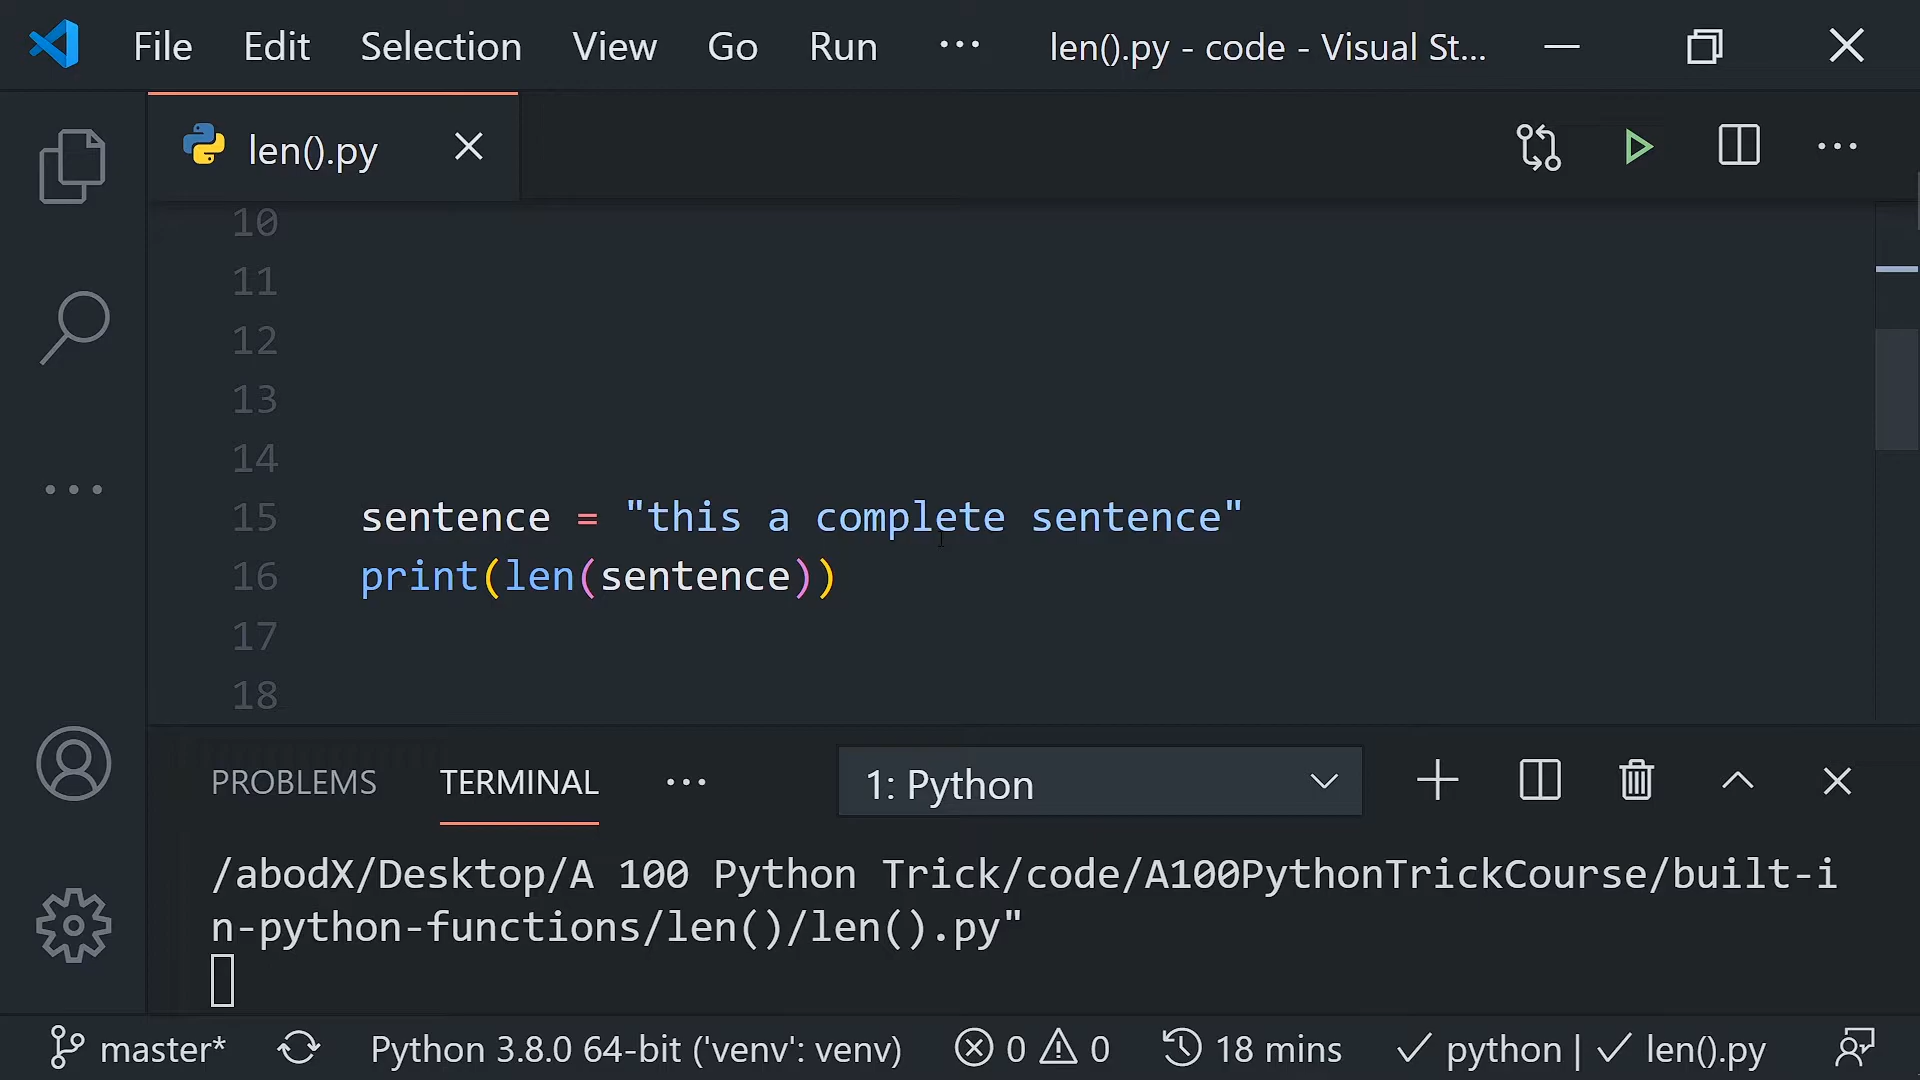 File Edit Selection View Go Run ··· len().py - code - Visual St...
len().py
10
11
12
13
14
15 sentence = "this a complete sentence"
16 print(len(sentence))
17
18
PROBLEMS TERMINAL ··· 1: Python
/abodX/Desktop/A 100 Python Trick/code/A100PythonTrickCourse/built-i
n-python-functions/len()/len().py"
master* Python 3.8.0 64-bit ('venv': venv) 0 0 18 mins ✓ python | ✓ len().py